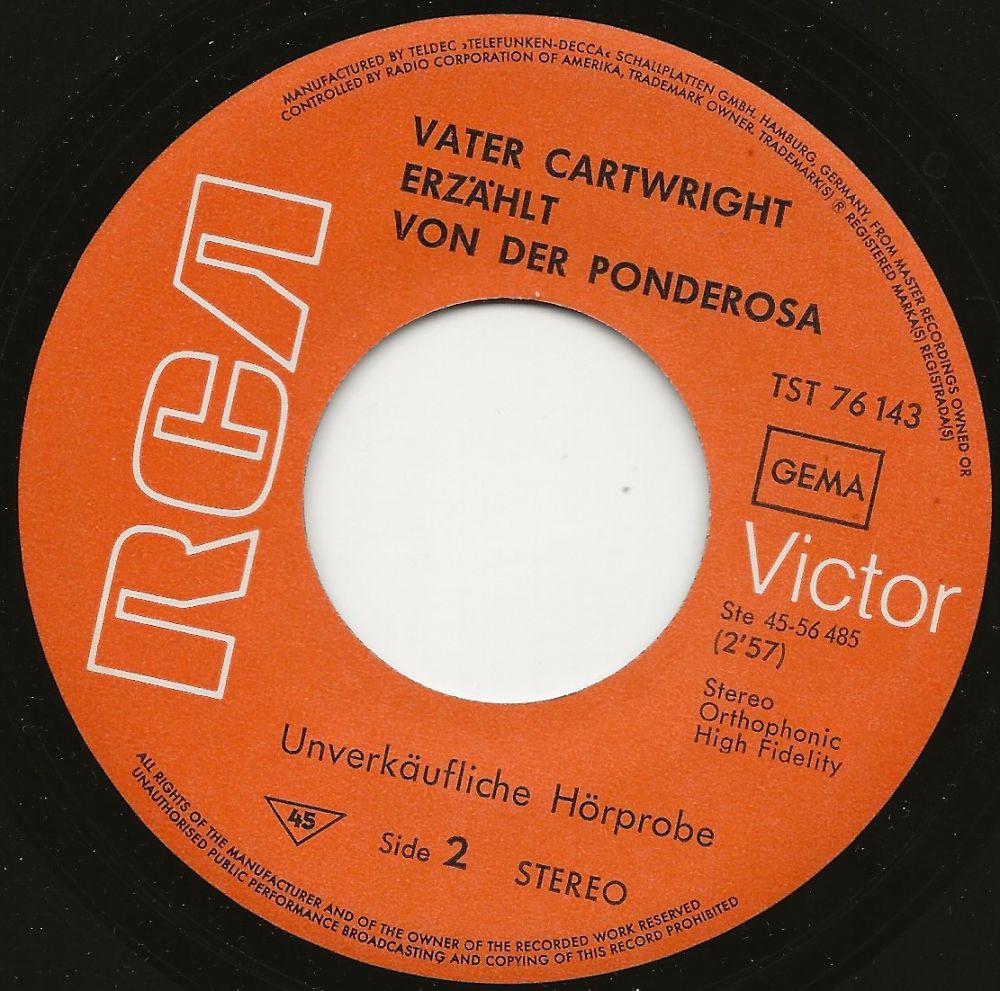 MANUFACTURED BY TELDEC »TELEFUNKEN-DECCA« SCHALLPLATTEN GMBH. HAMBURG, GERMANY, FROM MASTER RECORDINGS OWNED OR
CONTROLLED BY RADIO CORPORATION OF AMERIKA, TRADEMARK OWNER. TRADEMARK(S) ® REGISTERED MARKA(S) REGISTRADA(S)
VATER CARTWRIGHT
ERZÄHLT
VON DER PONDEROSA
RCA
TST 76 143
GEMA
Victor
Ste 45-56 485
(2'57)
Stereo
Orthophonic
High Fidelity
Unverkäufliche Hörprobe
45
Side 2 STEREO
ALL RIGHTS OF THE MANUFACTURER AND OF THE OWNER OF THE RECORDED WORK RESERVED
UNAUTHORISED PUBLIC PERFORMANCE BROADCASTING AND COPYING OF THIS RECORD PROHIBITED